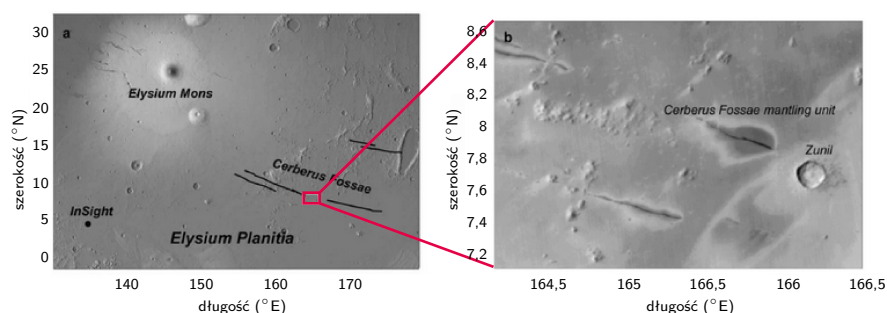 a
30
25
20
15
10
5
0
szerokość (°N)
Elysium Mons
Cerberus Fossae
InSight
Elysium Planitia
140
150
160
170
długość (°E)
b
8,6
8,4
8,2
8
7,8
7,6
7,4
7,2
szerokość (°N)
Cerberus Fossae mantling unit
Zunil
164,5
165
166,5
166
166,5
długość (°E)